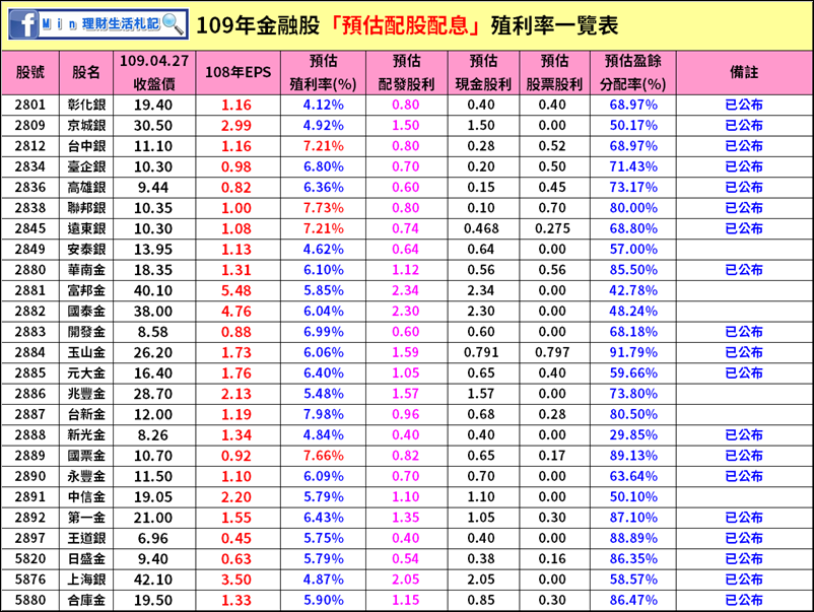 Min 理財生活札記
109年金融股「預估配股配息」殖利率一覽表
股號 股名 109.04.27 收盤價 108年EPS 預估 殖利率(%) 預估 配發股利 預估 現金股利 預估 股票股利 預估盈餘 分配率(%) 備註
2801 彰化銀 19.40 1.16 4.12% 0.80 0.40 0.40 68.97% 已公布
2809 京城銀 30.50 2.99 4.92% 1.50 1.50 0.00 50.17% 已公布
2812 台中銀 11.10 1.16 7.21% 0.80 0.28 0.52 68.97% 已公布
2834 臺企銀 10.30 0.98 6.80% 0.70 0.20 0.50 71.43% 已公布
2836 高雄銀 9.44 0.82 6.36% 0.60 0.15 0.45 73.17% 已公布
2838 聯邦銀 10.35 1.00 7.73% 0.80 0.10 0.70 80.00% 已公布
2845 遠東銀 10.30 1.08 7.21% 0.74 0.468 0.275 68.80% 已公布
2849 安泰銀 13.95 1.13 4.62% 0.64 0.64 0.00 57.00%
2880 華南金 18.35 1.31 6.10% 1.12 0.56 0.56 85.50% 已公布
2881 富邦金 40.10 5.48 5.85% 2.34 2.34 0.00 42.78%
2882 國泰金 38.00 4.76 6.04% 2.30 2.30 0.00 48.24%
2883 開發金 8.58 0.88 6.99% 0.60 0.60 0.00 68.18% 已公布
2884 玉山金 26.20 1.73 6.06% 1.59 0.791 0.797 91.79% 已公布
2885 元大金 16.40 1.76 6.40% 1.05 0.65 0.40 59.66% 已公布
2886 兆豐金 28.70 2.13 5.48% 1.57 1.57 0.00 73.80%
2887 台新金 12.00 1.19 7.98% 0.96 0.68 0.28 80.50%
2888 新光金 8.26 1.34 4.84% 0.40 0.40 0.00 29.85% 已公布
2889 國票金 10.70 0.92 7.66% 0.82 0.65 0.17 89.13% 已公布
2890 永豐金 11.50 1.10 6.09% 0.70 0.70 0.00 63.64% 已公布
2891 中信金 19.05 2.20 5.79% 1.10 1.10 0.00 50.10%
2892 第一金 21.00 1.55 6.43% 1.35 1.05 0.30 87.10% 已公布
2897 王道銀 6.96 0.45 5.75% 0.40 0.40 0.00 88.89% 已公布
5820 日盛金 9.40 0.63 5.79% 0.54 0.38 0.16 86.35% 已公布
5876 上海銀 42.10 3.50 4.87% 2.05 2.05 0.00 58.57% 已公布
5880 合庫金 19.50 1.33 5.90% 1.15 0.85 0.30 86.47% 已公布